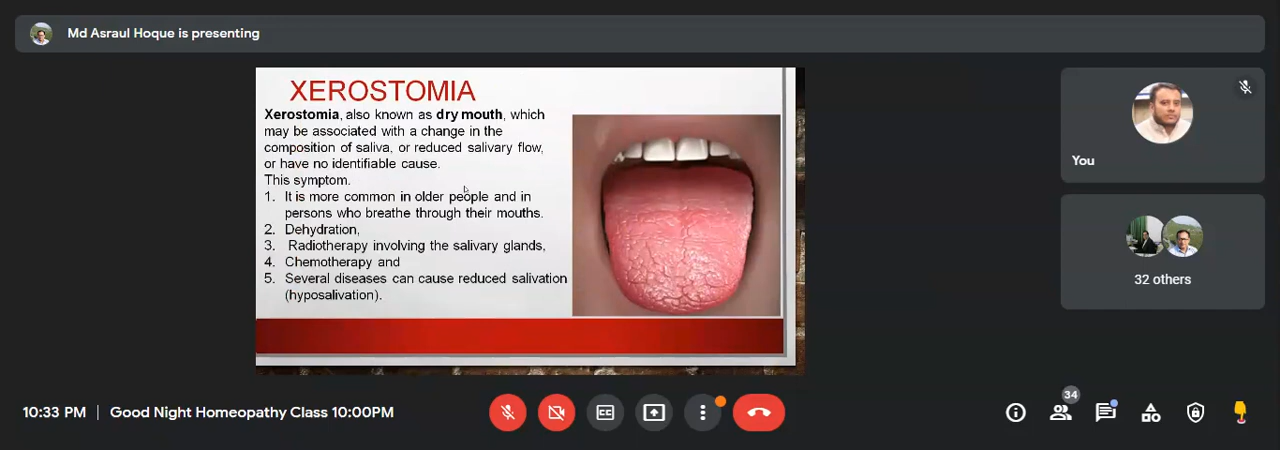 Md Asraul Hoque is presenting
XEROSTOMIA
Xerostomia, also known as dry mouth, which
may be associated with a change in the
composition of saliva, or reduced salivary flow,
or have no identifiable cause.
This symptom.
1. It is more common in older people and in
persons who breathe through their mouths.
2. Dehydration,
3. Radiotherapy involving the salivary glands,
4. Chemotherapy and
5. Several diseases can cause reduced salivation
(hyposalivation).
You
32 others
10:33 PM | Good Night Homeopathy Class 10:00PM
CC
34